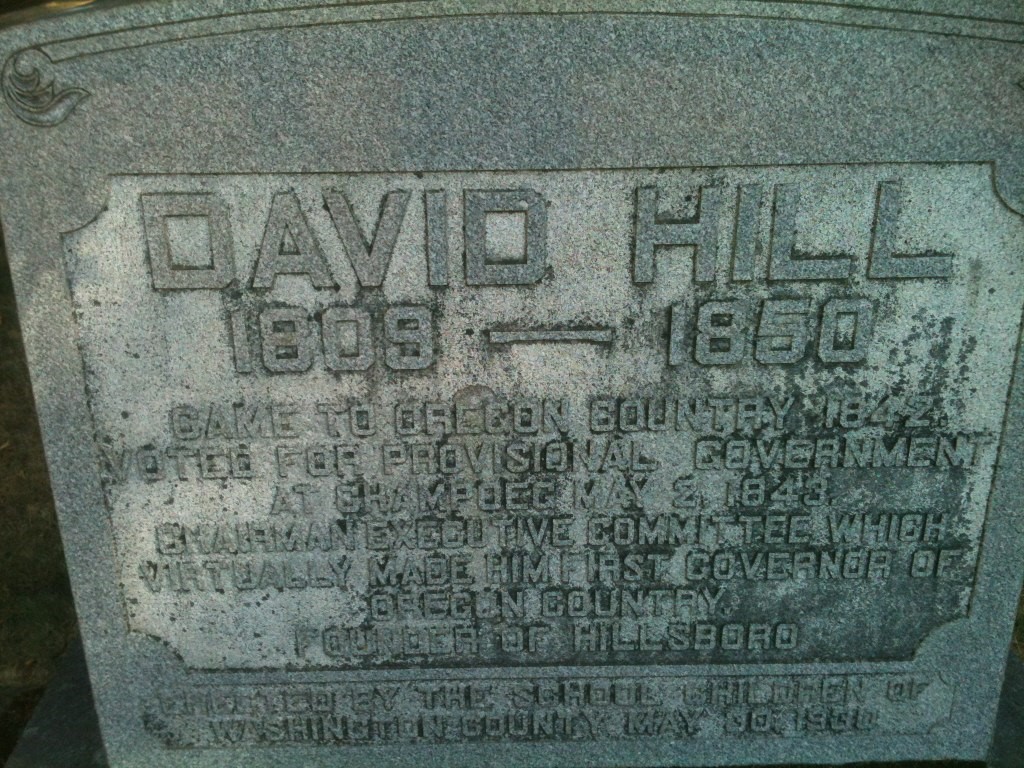 DAVID HILL
1809 — 1850
CAME TO OREGON COUNTRY 1842.
VOTED FOR PROVISIONAL GOVERNMENT
AT CHAMPOEG MAY 2, 1843.
CHAIRMAN EXECUTIVE COMMITTEE WHICH
VIRTUALLY MADE HIM FIRST GOVERNOR OF
OREGON COUNTRY.
FOUNDER OF HILLSBORO
ERECTED BY THE SCHOOL CHILDREN OF
WASHINGTON COUNTY, MAY 30, 1930